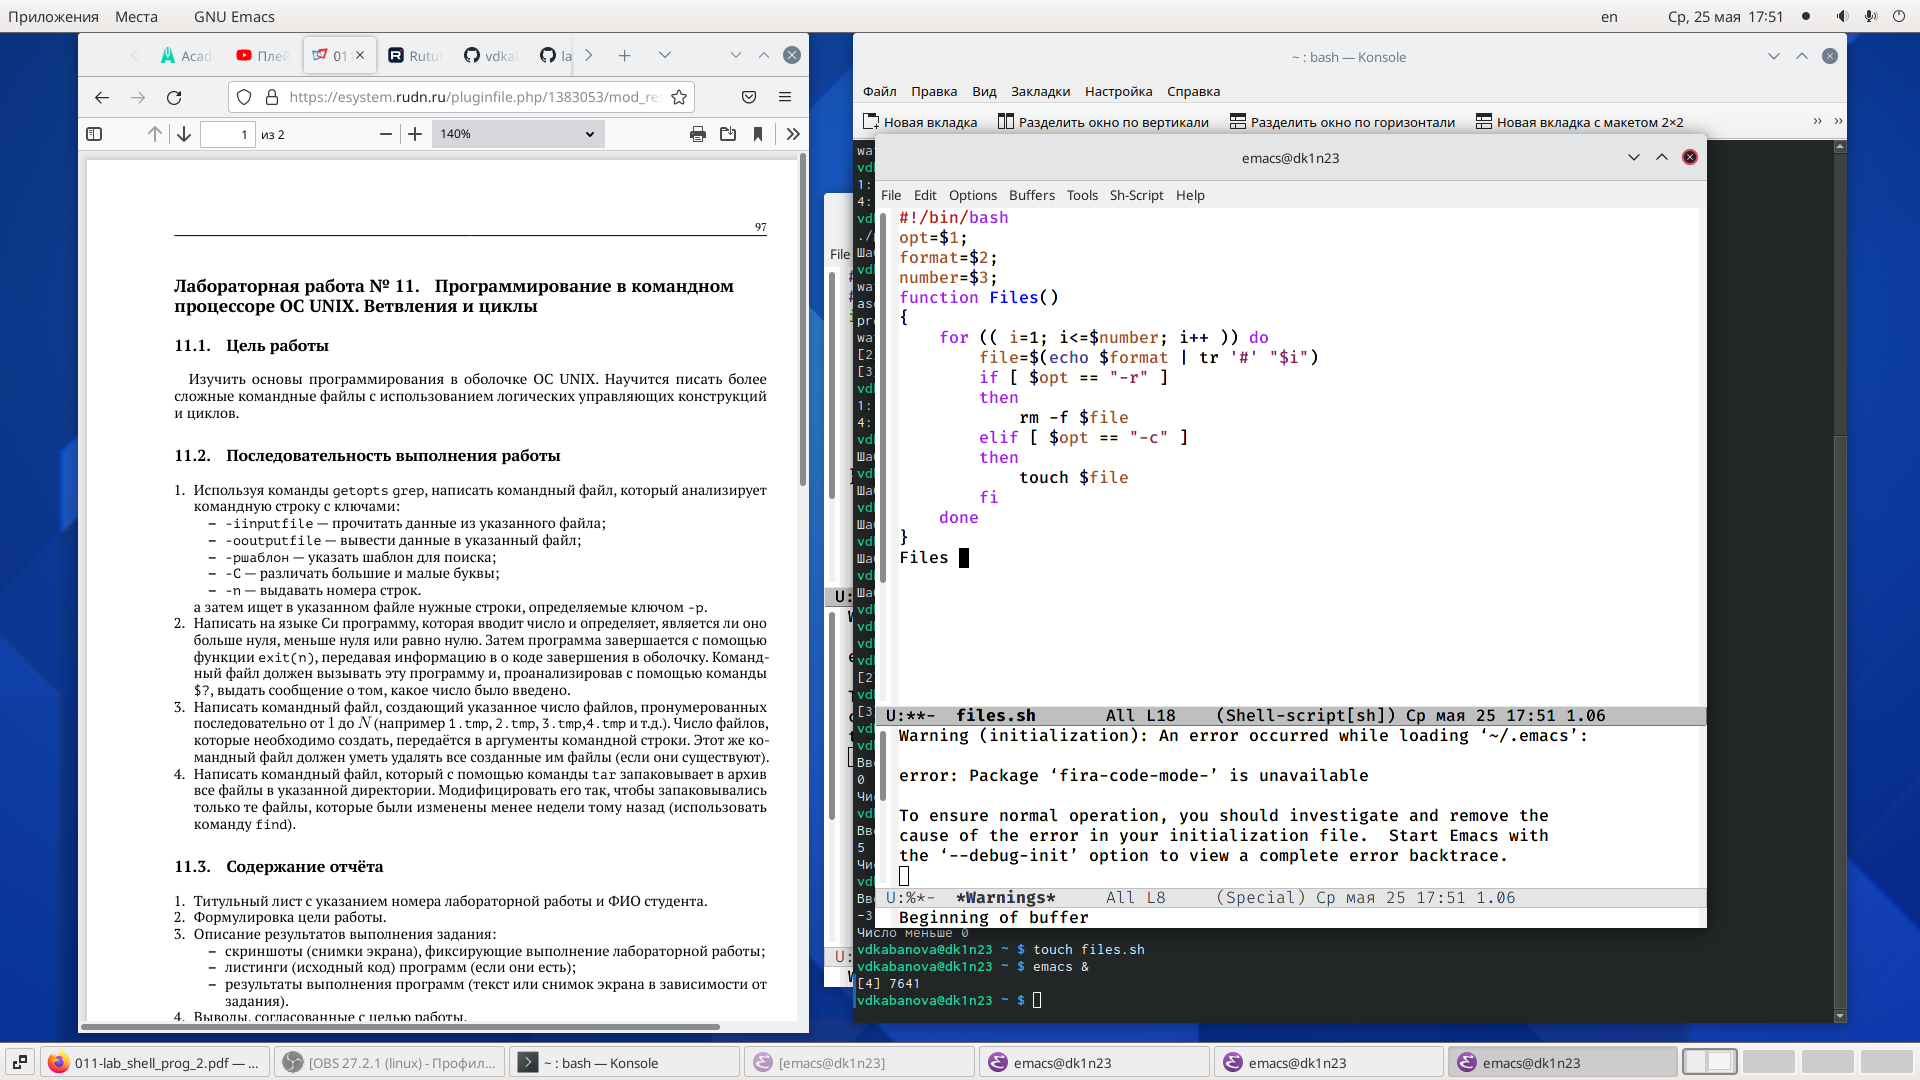 Приложения Места GNU Emacs en Ср, 25 мая 17:51
Acad Плей 011 Rutu vdka la
https://esystem.rudn.ru/pluginfile.php/1383053/mod_res
1 из 2 140%
97
Лабораторная работа № 11. Программирование в командном
процессоре ОС UNIX. Ветвления и циклы
11.1. Цель работы
Изучить основы программирования в оболочке ОС UNIX. Научится писать более
сложные командные файлы с использованием логических управляющих конструкций
и циклов.
11.2. Последовательность выполнения работы
1. Используя команды getopts grep, написать командный файл, который анализирует
командную строку с ключами:
– -iinputfile — прочитать данные из указанного файла;
– -ooutputfile — вывести данные в указанный файл;
– -pшаблон — указать шаблон для поиска;
– -C — различать большие и малые буквы;
– -n — выдавать номера строк.
а затем ищет в указанном файле нужные строки, определяемые ключом -p.
2. Написать на языке Си программу, которая вводит число и определяет, является ли оно
больше нуля, меньше нуля или равно нулю. Затем программа завершается с помощью
функции exit(n), передавая информацию в о коде завершения в оболочку. Команд-
ный файл должен вызывать эту программу и, проанализировав с помощью команды
$?, выдать сообщение о том, какое число было введено.
3. Написать командный файл, создающий указанное число файлов, пронумерованных
последовательно от 1 до N (например 1.tmp, 2.tmp, 3.tmp,4.tmp и т.д.). Число файлов,
которые необходимо создать, передаётся в аргументы командной строки. Этот же ко-
мандный файл должен уметь удалять все созданные им файлы (если они существуют).
4. Написать командный файл, который с помощью команды tar запаковывает в архив
все файлы в указанной директории. Модифицировать его так, чтобы запаковывались
только те файлы, которые были изменены менее недели тому назад (использовать
команду find).
11.3. Содержание отчёта
1. Титульный лист с указанием номера лабораторной работы и ФИО студента.
2. Формулировка цели работы.
3. Описание результатов выполнения задания:
– скриншоты (снимки экрана), фиксирующие выполнение лабораторной работы;
– листинги (исходный код) программ (если они есть);
– результаты выполнения программ (текст или снимок экрана в зависимости от
задания).
4. Выводы, согласованные с целью работы.
~ : bash — Konsole
Файл Правка Вид Закладки Настройка Справка
Новая вкладка Разделить окно по вертикали Разделить окно по горизонтали Новая вкладка с макетом 2×2
emacs@dk1n23
File Edit Options Buffers Tools Sh-Script Help
#!/bin/bash
opt=$1;
format=$2;
number=$3;
function Files()
{
for (( i=1; i<=$number; i++ )) do
file=$(echo $format | tr '#' "$i")
if [ $opt == "-r" ]
then
rm -f $file
elif [ $opt == "-c" ]
then
touch $file
fi
done
}
Files
U:**- files.sh All L18 (Shell-script[sh]) Ср мая 25 17:51 1.06
Warning (initialization): An error occurred while loading ‘~/.emacs’:
error: Package ‘fira-code-mode-’ is unavailable
To ensure normal operation, you should investigate and remove the
cause of the error in your initialization file. Start Emacs with
the ‘--debug-init’ option to view a complete error backtrace.
U:%*- *Warnings* All L8 (Special) Ср мая 25 17:51 1.06
Beginning of buffer
Число меньше 0
vdkabanova@dk1n23 ~ $ touch files.sh
vdkabanova@dk1n23 ~ $ emacs &
[4] 7641
vdkabanova@dk1n23 ~ $
File
011-lab_shell_prog_2.pdf — ... [OBS 27.2.1 (linux) - Профил... ~ : bash — Konsole [emacs@dk1n23] emacs@dk1n23 emacs@dk1n23 emacs@dk1n23